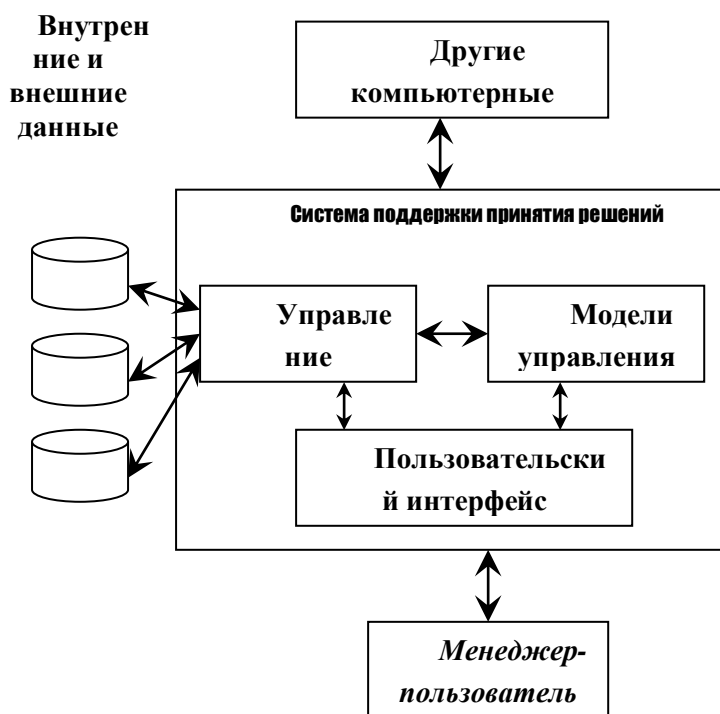 Внутрен
ние и
внешние
данные
Другие
компьютерные
Система поддержки принятия решений
Управле
ние
Модели
управления
Пользовательски
й интерфейс
Менеджер-
пользователь